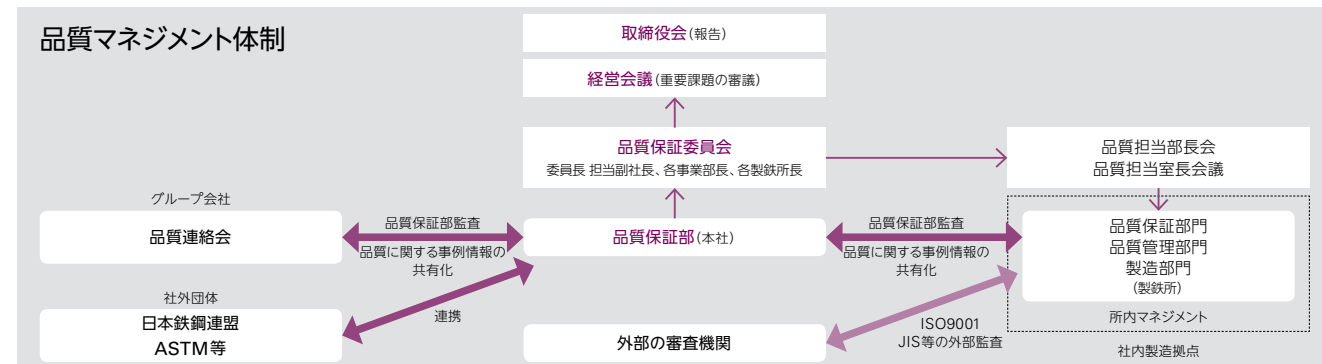 品質マネジメント体制
取締役会(報告)
経営会議(重要課題の審議)
品質保証委員会
委員長 担当副社長、各事業部長、各製鉄所長
品質担当部長会
品質担当室長会議
グループ会社
品質連絡会
品質保証部監査
品質に関する事例情報の
共有化
品質保証部(本社)
品質保証部監査
品質に関する事例情報の
共有化
品質保証部門
品質管理部門
製造部門
(製鉄所)
所内マネジメント
社内製造拠点
社外団体
日本鉄鋼連盟
ASTM等
連携
外部の審査機関
ISO9001
JIS等の外部監査